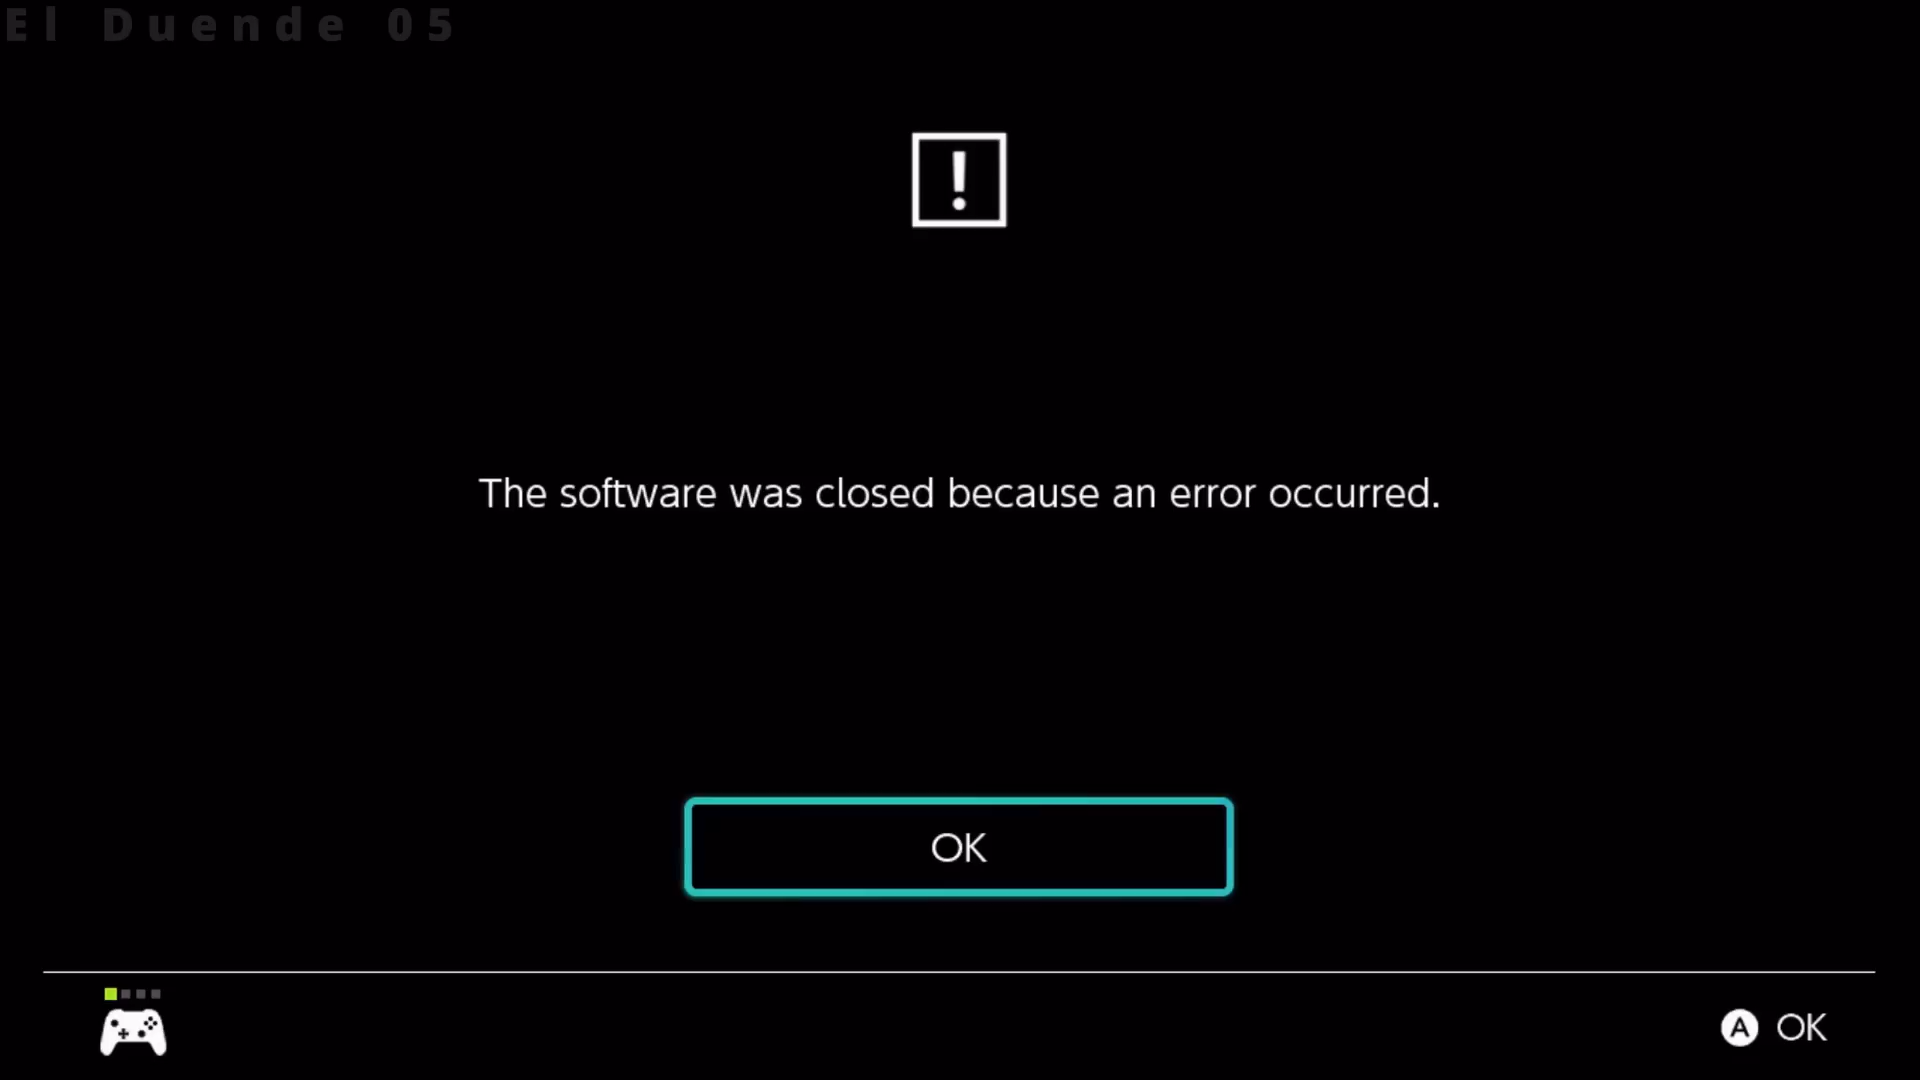 El Duende 05
!
The software was closed because an error occurred.
OK
A OK